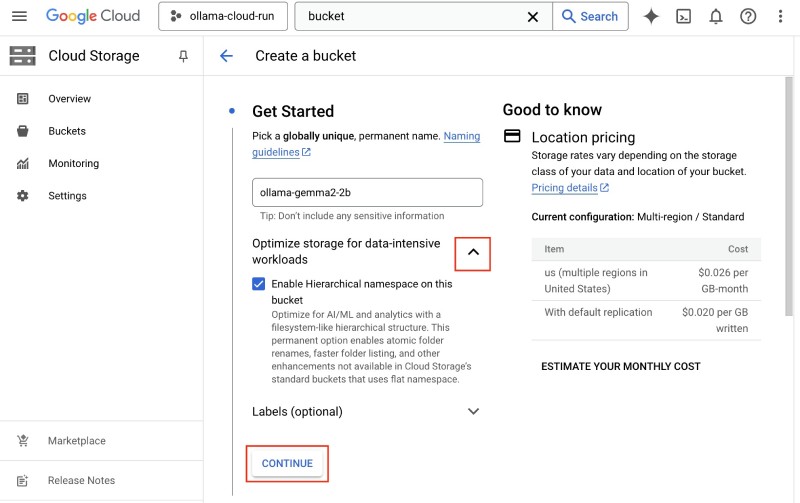 Google Cloud
ollama-cloud-run
bucket
Search
Cloud Storage
Create a bucket
Overview
Buckets
Monitoring
Settings
Marketplace
Release Notes
Get Started
Pick a globally unique, permanent name. Naming
guidelines
ollama-gemma2-2b
Tip: Don't include any sensitive information
Optimize storage for data-intensive
workloads
Enable Hierarchical namespace on this
bucket
Optimize for AI/ML and analytics with a
filesystem-like hierarchical structure. This
permanent option enables atomic folder
renames, faster folder listing, and other
enhancements not available in Cloud Storage's
standard buckets that uses flat namespace.
Labels (optional)
CONTINUE
Good to know
Location pricing
Storage rates vary depending on the storage
class of your data and location of your bucket.
Pricing details
Current configuration: Multi-region / Standard
Item Cost
us (multiple regions in $0.026 per
United States) GB-month
With default replication $0.020 per GB
written
ESTIMATE YOUR MONTHLY COST